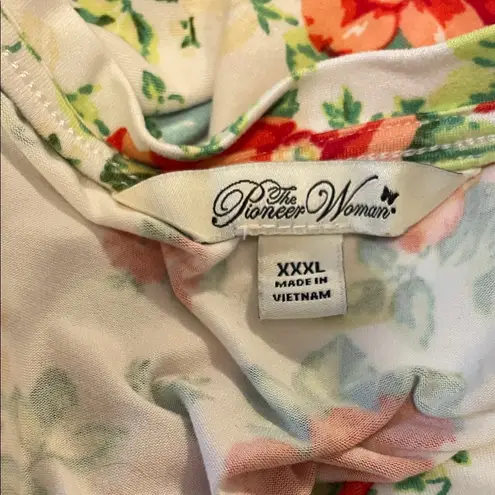 The
Pioneer Woman®
XXXL
MADE IN
VIETNAM